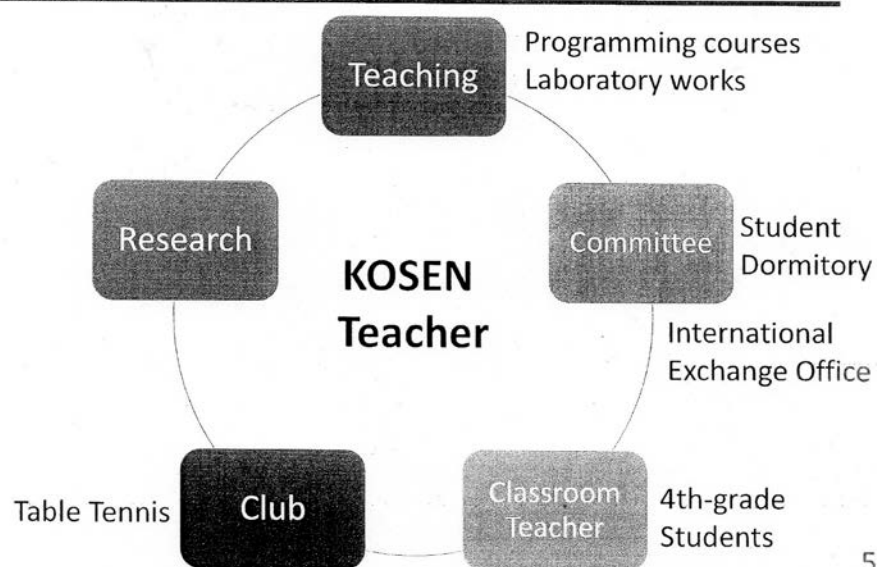 Teaching
Programming courses
Laboratory works
Research
Committee
Student
Dormitory
KOSEN
Teacher
International
Exchange Office
Table Tennis
Club
Classroom
Teacher
4th-grade
Students
5